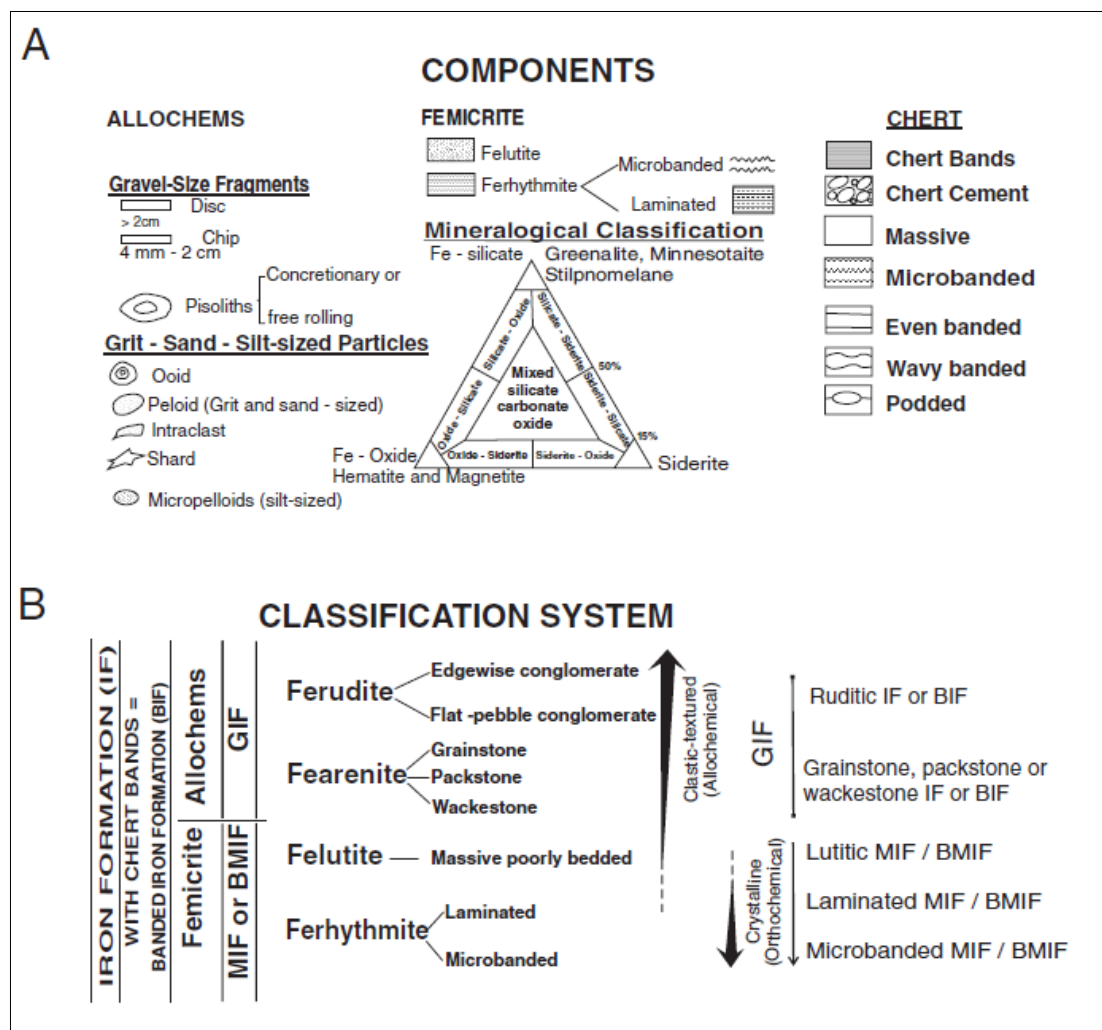 A
COMPONENTS
ALLOCHEMS
Gravel-Size Fragments
Disc
> 2cm
Chip
4 mm - 2 cm
Pisoliths
Concretionary or
free rolling
Grit - Sand - Silt-sized Particles
Ooid
Peloid (Grit and sand - sized)
Intraclast
Shard
Micropelloids (silt-sized)
FEMICRITE
Felutite
Ferhythmite
Microbanded
Laminated
Mineralogical Classification
Fe - silicate
Greenalite, Minnesotaite
Stilpnomelane
Silicate - Oxide
Silicate - Siderite
50%
Oxide - Silicate
Siderite - Silicate
15%
Mixed
silicate
carbonate
oxide
Oxide - Siderite
Siderite - Oxide
Fe - Oxide
Hematite and Magnetite
Siderite
CHERT
Chert Bands
Chert Cement
Massive
Microbanded
Even banded
Wavy banded
Podded
B
CLASSIFICATION SYSTEM
IRON FORMATION (IF)
WITH CHERT BANDS =
BANDED IRON FORMATION (BIF)
Allochems
Femicrite
GIF
MIF or BMIF
Ferudite
Edgewise conglomerate
Flat -pebble conglomerate
Fearenite
Grainstone
Packstone
Wackestone
Felutite
Massive poorly bedded
Ferhythmite
Laminated
Microbanded
Clastic-textured
(Allochemical)
Crystalline
(Orthochemical)
GIF
Ruditic IF or BIF
Grainstone, packstone or
wackestone IF or BIF
Lutitic MIF / BMIF
Laminated MIF / BMIF
Microbanded MIF / BMIF